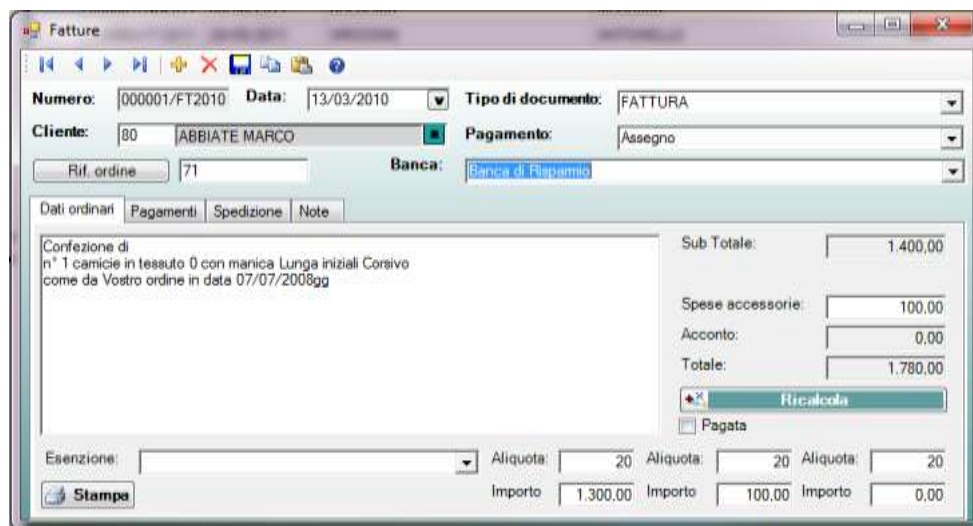 Fatture
Numero: 000001/FT2010 Data: 13/03/2010 Tipo di documento: FATTURA
Cliente: 80 ABBIATE MARCO Pagamento: Assegno
Rif. ordine 71 Banca: Banca di Risparmio
Dati ordinari Pagamenti Spedizione Note
Confezione di
n° 1 camicie in tessuto 0 con manica Lunga iniziali Corsivo
come da Vostro ordine in data 07/07/2008gg
Sub Totale: 1.400,00
Spese accessorie: 100,00
Acconto: 0,00
Totale: 1.780,00
Ricalcola
Pagata
Esenzione: Aliquota: 20 Aliquota: 20 Aliquota: 20
Stampa Importo 1.300,00 Importo 100,00 Importo 0,00